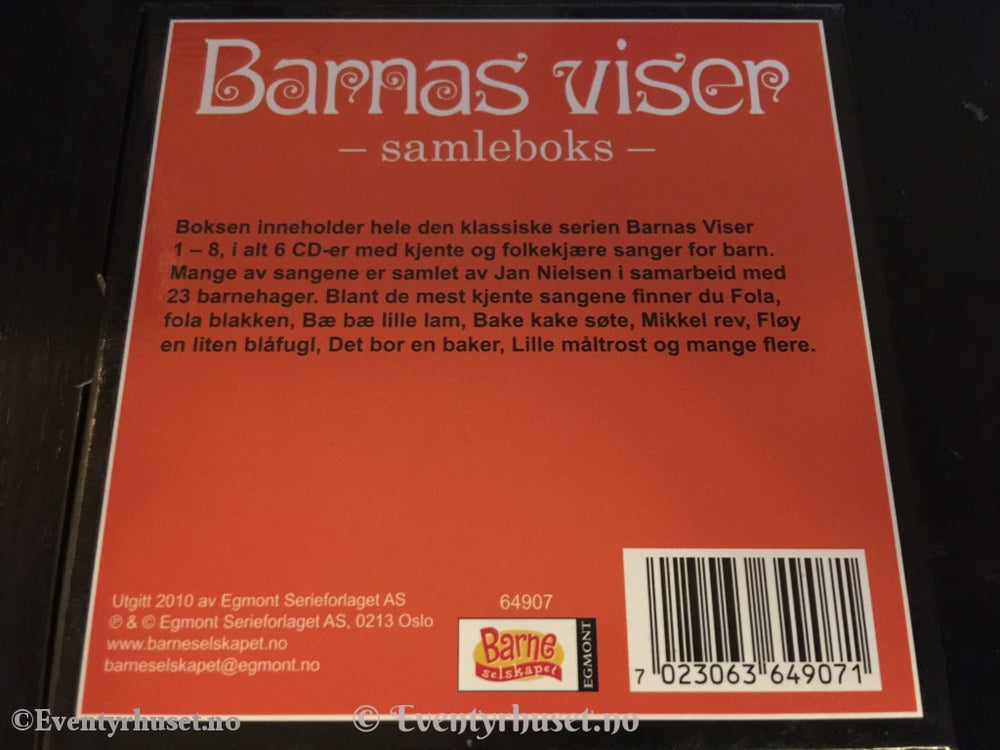 Barnas viser
– samleboks –
Boksen inneholder hele den klassiske serien Barnas Viser
1 – 8, i alt 6 CD-er med kjente og folkekjære sanger for barn.
Mange av sangene er samlet av Jan Nielsen i samarbeid med
23 barnehager. Blant de mest kjente sangene finner du Fola,
fola blakken, Bæ bæ lille lam, Bake kake søte, Mikkel rev, Fløy
en liten blåfugl, Det bor en baker, Lille måltrost og mange flere.
Utgitt 2010 av Egmont Serieforlaget AS
℗ & © Egmont Serieforlaget AS, 0213 Oslo
www.barneselskapet.no
barneselskapet@egmont.no
64907
Barne
selskapet
EGMONT
7 023063 649071
©Eventyrhuset.no
© Eventyrhuset.no